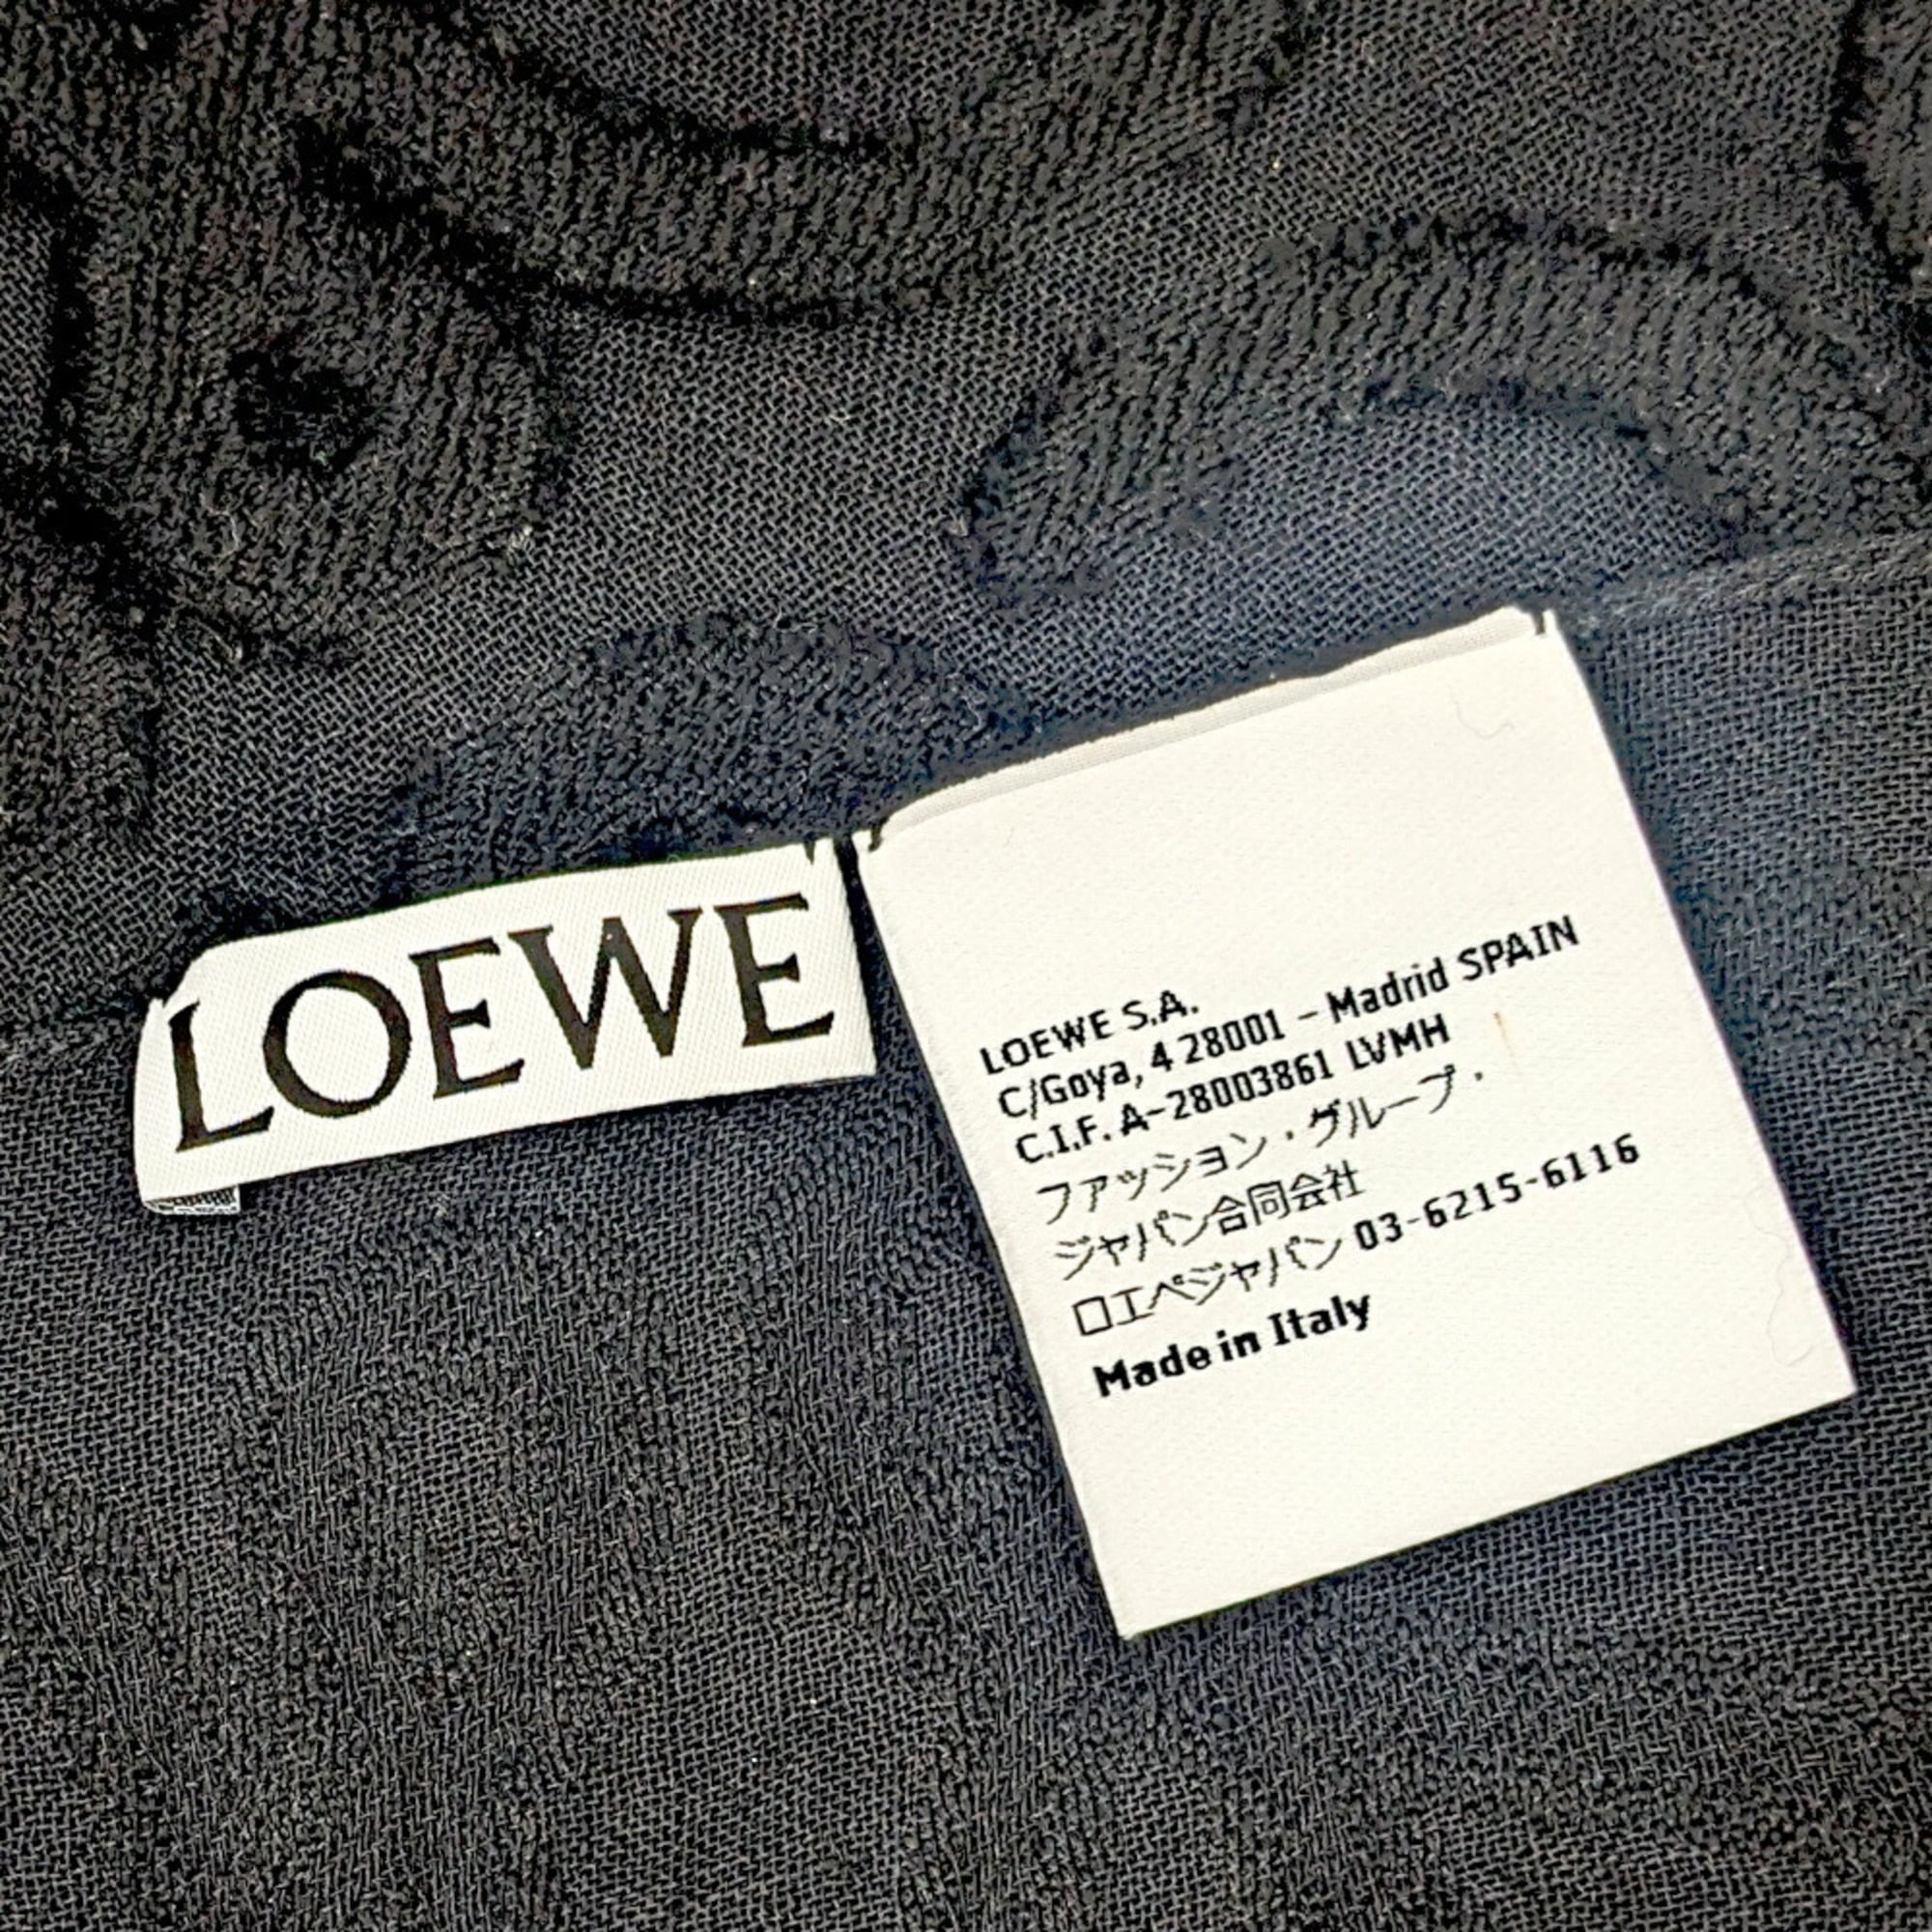 LOEWE
LOEWE S.A.
C/Goya, 4 28001 - Madrid SPAIN
C.I.F. A-28003861 LVMH
ファッション・グループ・
ジャパン合同会社
ロエベジャパン 03-6215-6116
Made in Italy